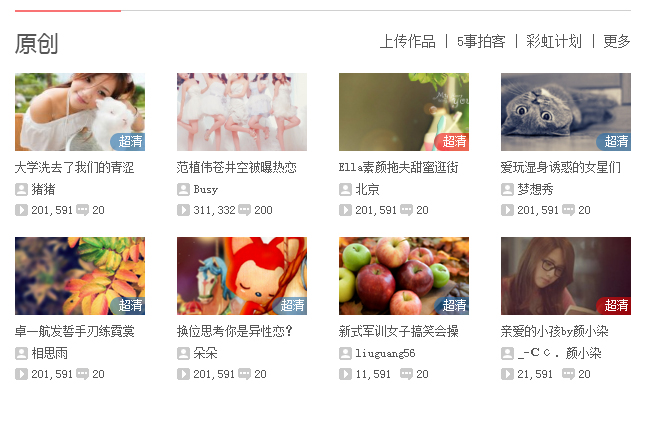 原创
上传作品 | 5事拍客 | 彩虹计划 | 更多
超清
超清
超清
大学洗去了我们的青涩
范植伟苍井空被曝热恋
Ella素颜拖夫甜蜜逛街
爱玩湿身诱惑的女星们
猪猪
Busy
北京
梦想秀
201,591 20
311,332 200
201,591 20
201,591 20
超清
超清
超清
超清
卓一航发誓手刃练霓裳
换位思考你是异性恋?
新式军训女子搞笑会操
亲爱的小孩by颜小染
相思雨
朵朵
liuguang56
_-C￠. 颜小染
201,591 20
201,591 20
11,591 20
21,591 20